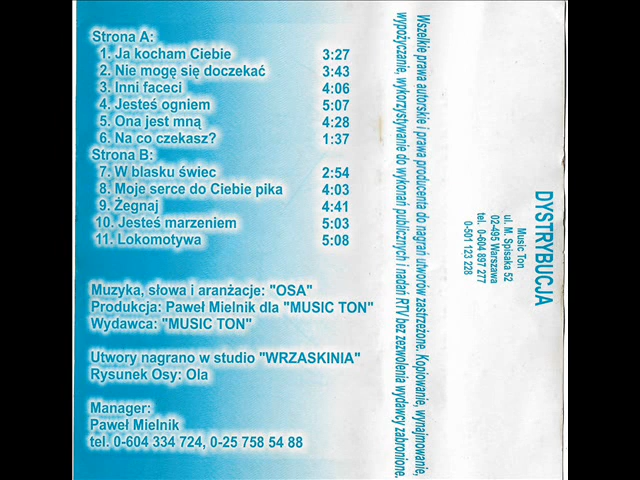 Strona A:
1. Ja kocham Ciebie 3:27
2. Nie mogę się doczekać 3:43
3. Inni faceci 4:06
4. Jesteś ogniem 5:07
5. Ona jest mną 4:28
6. Na co czekasz? 1:37
Strona B:
7. W blasku świec 2:54
8. Moje serce do Ciebie pika 4:03
9. Żegnaj 4:41
10. Jesteś marzeniem 5:03
11. Lokomotywa 5:08
Muzyka, słowa i aranżacje: "OSA"
Produkcja: Paweł Mielnik dla "MUSIC TON"
Wydawca: "MUSIC TON"
Utwory nagrano w studio "WRZASKINIA"
Rysunek Osy: Ola
Manager:
Paweł Mielnik
tel. 0-604 334 724, 0-25 758 54 88
Wszelkie prawa autorskie i prawa producenta do nagrań utworów zastrzeżone. Kopiowanie, wynajmowanie,
wypożyczanie, wykorzystywanie do wykonań publicznych i nadań RTV bez zezwolenia wydawcy zabronione.
DYSTRYBUCJA
Music Ton
ul. M. Spisaka 52
02-495 Warszawa
tel. 0-604 897 277
0-501 123 228